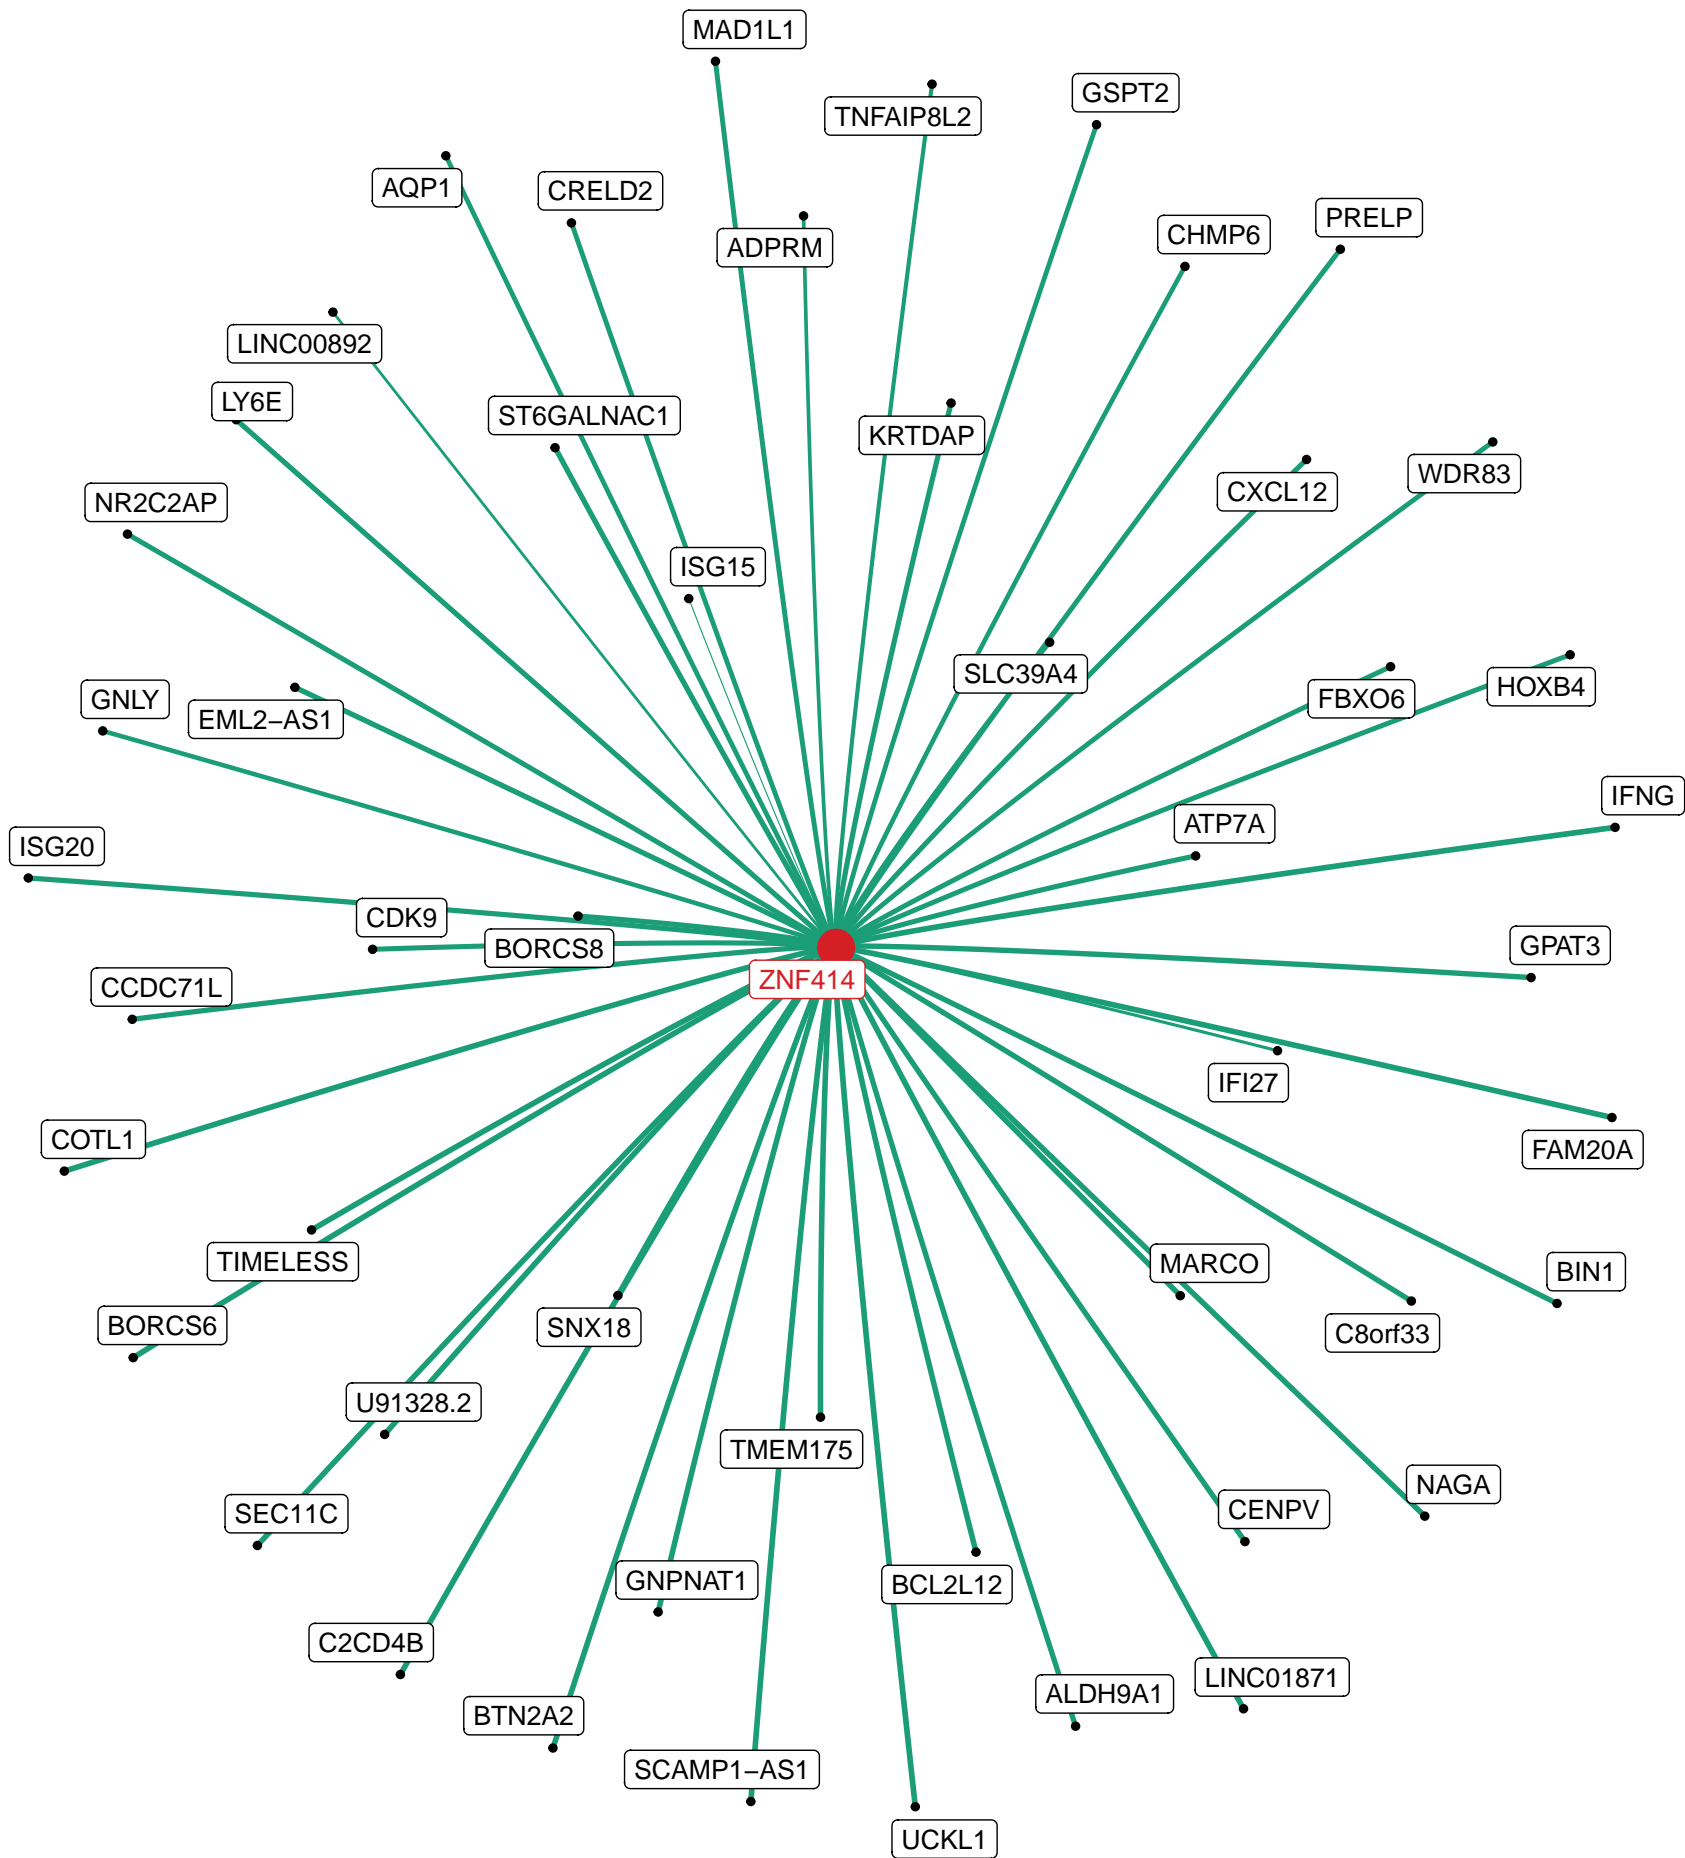 MAD1L1
TNFAIP8L2
GSPT2
AQP1
CRELD2
ADPRM
CHMP6
PRELP
LINC00892
LY6E
ST6GALNAC1
KRTDAP
CXCL12
WDR83
NR2C2AP
ISG15
SLC39A4
FBXO6
HOXB4
GNLY
EML2−AS1
IFNG
ATP7A
ISG20
CDK9
BORCS8
GPAT3
ZNF414
CCDC71L
IFI27
COTL1
FAM20A
TIMELESS
MARCO
BIN1
BORCS6
SNX18
C8orf33
U91328.2
TMEM175
NAGA
SEC11C
CENPV
GNPNAT1
BCL2L12
C2CD4B
LINC01871
ALDH9A1
BTN2A2
SCAMP1−AS1
UCKL1